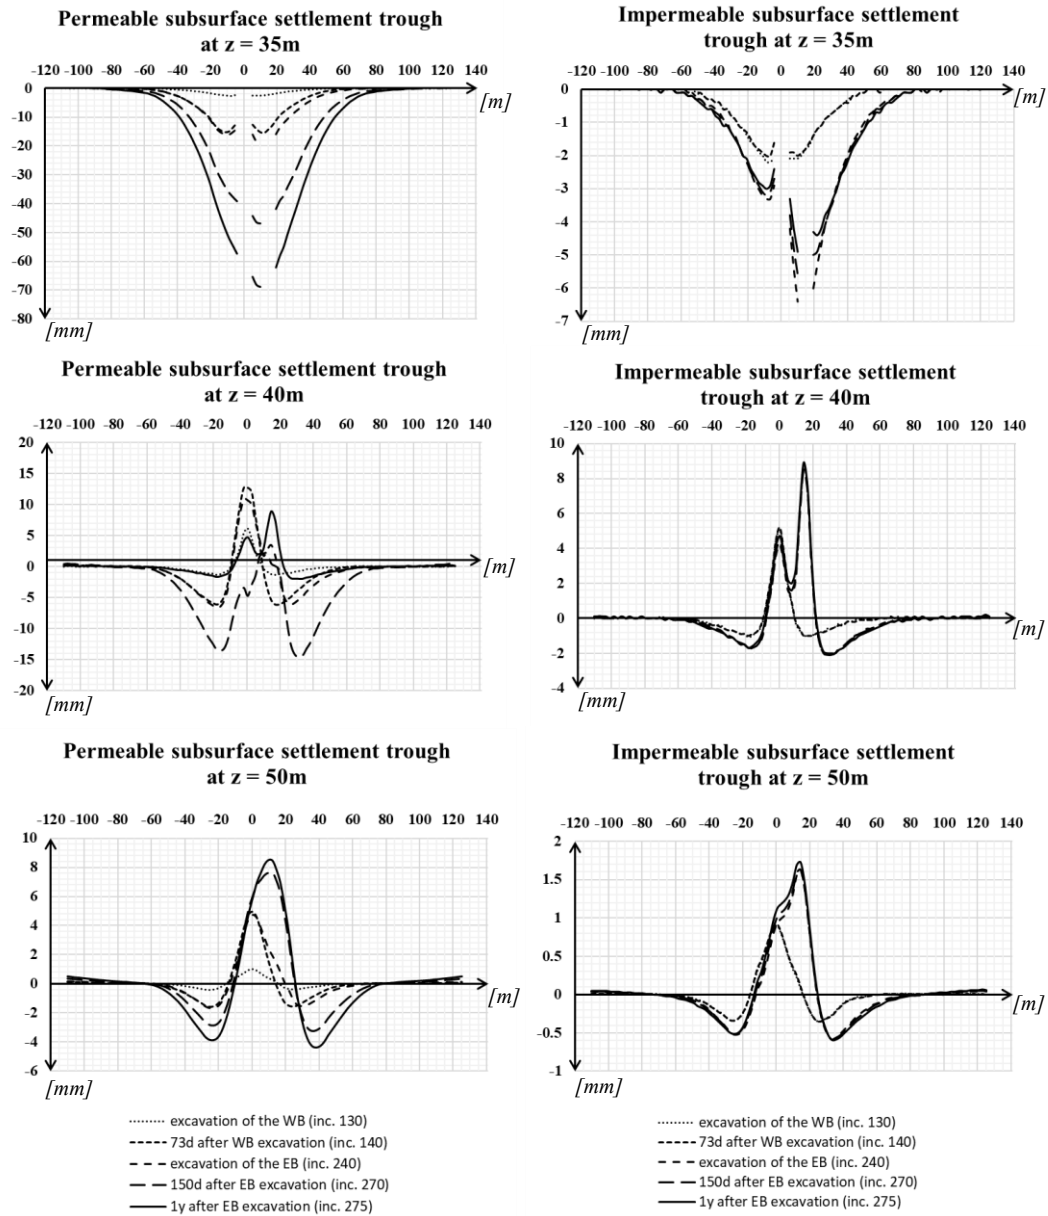 Permeable subsurface settlement trough
at z = 35m
-120 -100 -80 -60 -40 -20 0 20 40 60 80 100 120 140
0
-10
-20
-30
-40
-50
-60
-70
-80
[m]
[mm]
Impermeable subsurface settlement
trough at z = 35m
-120 -100 -80 -60 -40 -20 0 20 40 60 80 100 120 140
0
-1
-2
-3
-4
-5
-6
-7
[m]
[mm]
Permeable subsurface settlement trough
at z = 40m
-120 -100 -80 -60 -40 -20 0 20 40 60 80 100 120 140
20
15
10
5
0
-5
-10
-15
-20
[m]
[mm]
Impermeable subsurface settlement
trough at z = 40m
-120 -100 -80 -60 -40 -20 0 20 40 60 80 100 120 140
10
8
6
4
2
0
-2
-4
[m]
[mm]
Permeable subsurface settlement trough
at z = 50m
-120 -100 -80 -60 -40 -20 0 20 40 60 80 100 120 140
10
8
6
4
2
0
-2
-4
-6
[m]
[mm]
Impermeable subsurface settlement
trough at z = 50m
-120 -100 -80 -60 -40 -20 0 20 40 60 80 100 120 140
2
1.5
1
0.5
0
-0.5
-1
[m]
[mm]
excavation of the WB (inc. 130)
73d after WB excavation (inc. 140)
excavation of the EB (inc. 240)
150d after EB excavation (inc. 270)
1y after EB excavation (inc. 275)
excavation of the WB (inc. 130)
73d after WB excavation (inc. 140)
excavation of the EB (inc. 240)
150d after EB excavation (inc. 270)
1y after EB excavation (inc. 275)